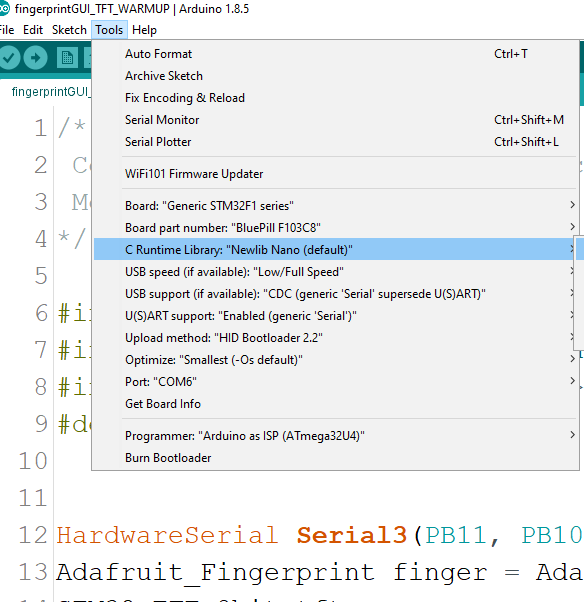 fingerprintGUI_TFT_WARMUP | Arduino 1.8.5
File Edit Sketch Tools Help
Auto Format Ctrl+T
Archive Sketch
Fix Encoding & Reload
Serial Monitor Ctrl+Shift+M
Serial Plotter Ctrl+Shift+L
WiFi101 Firmware Updater
Board: "Generic STM32F1 series"
Board part number: "BluePill F103C8"
C Runtime Library: "Newlib Nano (default)"
USB speed (if available): "Low/Full Speed"
USB support (if available): "CDC (generic 'Serial' supersede U(S)ART)"
U(S)ART support: "Enabled (generic 'Serial')"
Upload method: "HID Bootloader 2.2"
Optimize: "Smallest (-Os default)"
Port: "COM6"
Get Board Info
Programmer: "Arduino as ISP (ATmega32U4)"
Burn Bootloader
fingerprintGUI_
1 /*
2
3
4 */
5
6 #i
7 #i
8 #i
9 #d
10
11
12 HardwareSerial Serial3(PB11, PB10
13 Adafruit_Fingerprint finger = Ada